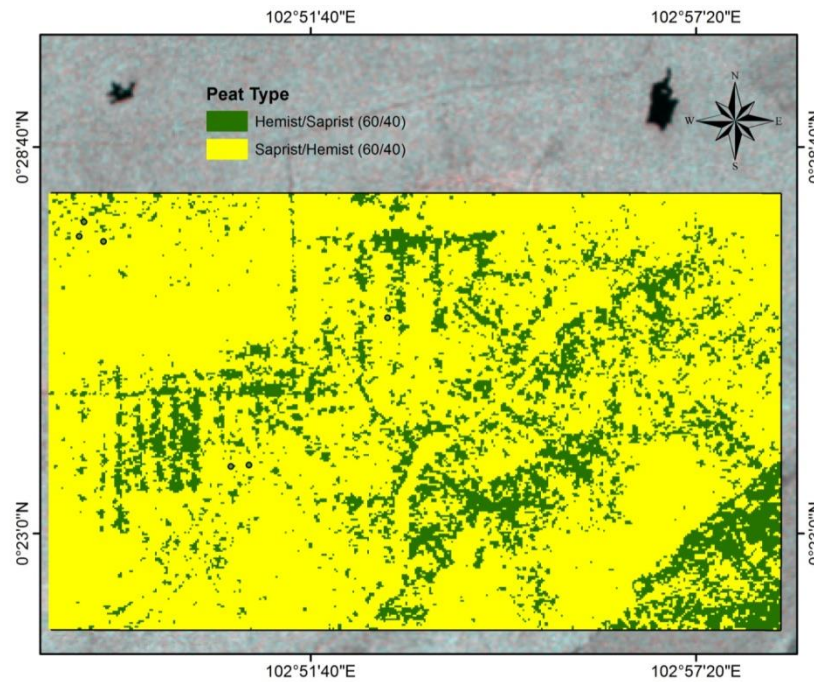 102°51'40"E 102°57'20"E
0°28'40"N
0°28'40"N
Peat Type
Hemist/Saprist (60/40)
Saprist/Hemist (60/40)
N
W E
S
0°23'0"N
0°23'0"N
102°51'40"E 102°57'20"E